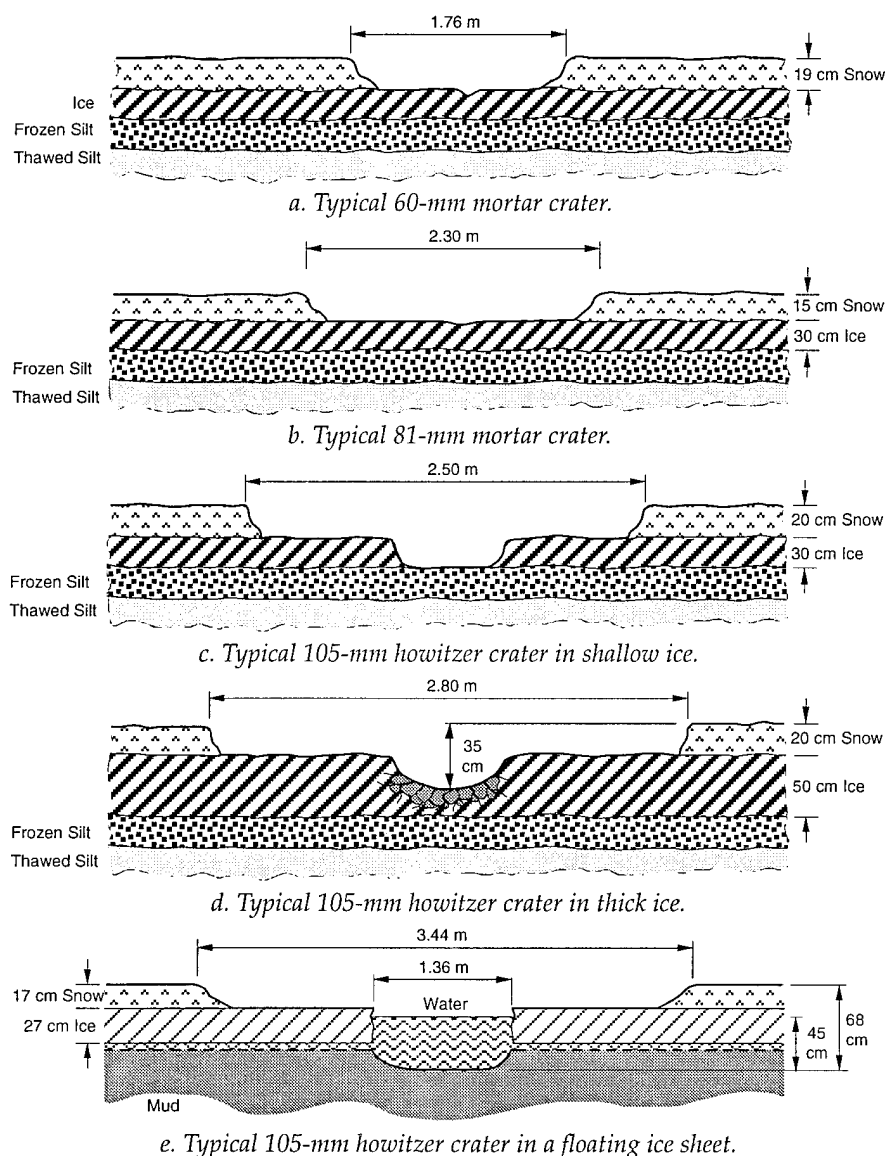 1.76 m
19 cm Snow
Ice
Frozen Silt
Thawed Silt
a. Typical 60-mm mortar crater.
2.30 m
15 cm Snow
30 cm Ice
Frozen Silt
Thawed Silt
b. Typical 81-mm mortar crater.
2.50 m
20 cm Snow
30 cm Ice
Frozen Silt
Thawed Silt
c. Typical 105-mm howitzer crater in shallow ice.
2.80 m
35
cm
20 cm Snow
50 cm Ice
Frozen Silt
Thawed Silt
d. Typical 105-mm howitzer crater in thick ice.
3.44 m
1.36 m
17 cm Snow
Water
27 cm Ice
45
cm
68
cm
Mud
e. Typical 105-mm howitzer crater in a floating ice sheet.